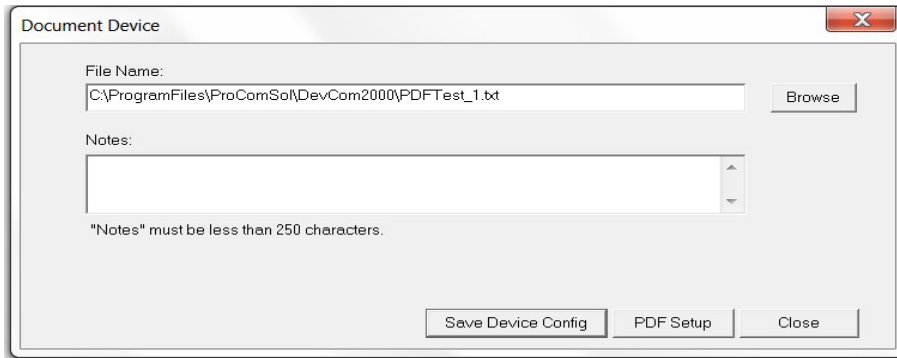 Document Device
File Name:
C:\ProgramFiles\ProComSol\DevCom2000\PDFTest_1.txt
Browse
Notes:
"Notes" must be less than 250 characters.
Save Device Config
PDF Setup
Close